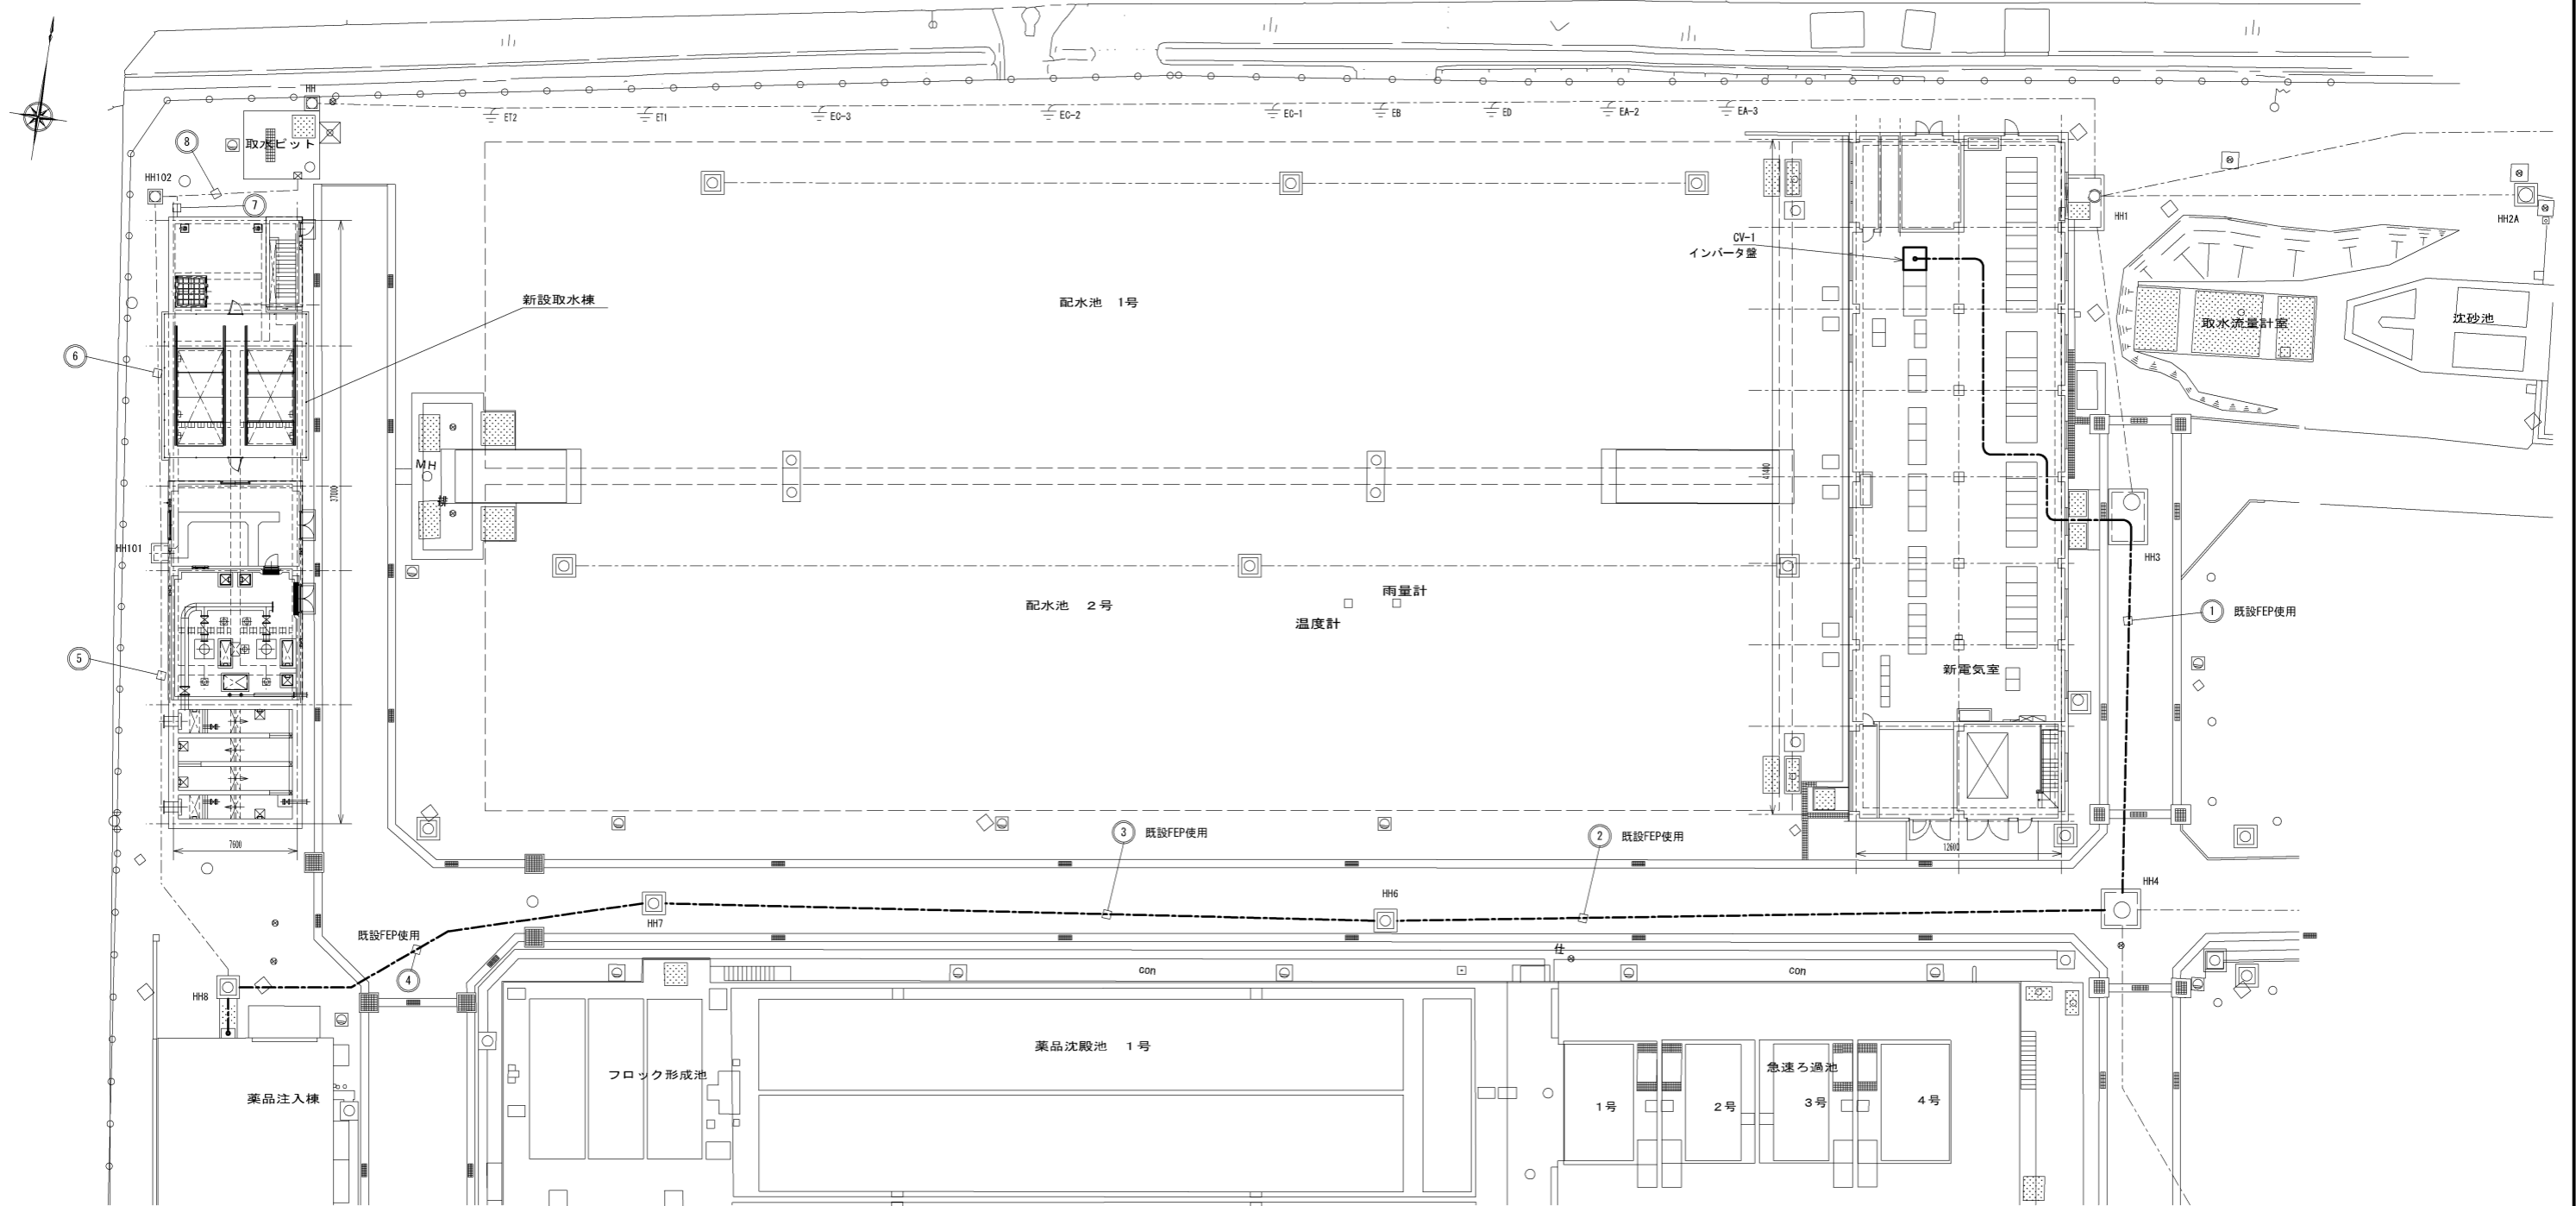 HH
ET2
ET1
EC-3
EC-2
EC-1
EB
ED
EA-2
EA-3
取水ピット
8
HH102
7
HH1
HH2A
CV-1
インバータ盤
新設取水棟
配水池 1号
取水流量計室
沈砂池
6
37000
MH
41400
HH101
HH3
雨量計
配水池 2号
温度計
1 既設FEP使用
5
新電気室
3 既設FEP使用
2 既設FEP使用
7600
12600
HH4
HH6
HH7
既設FEP使用
4
仕
HH8
con
con
薬品沈殿池 1号
フロック形成池
急速ろ過池
薬品注入棟
1号
2号
3号
4号